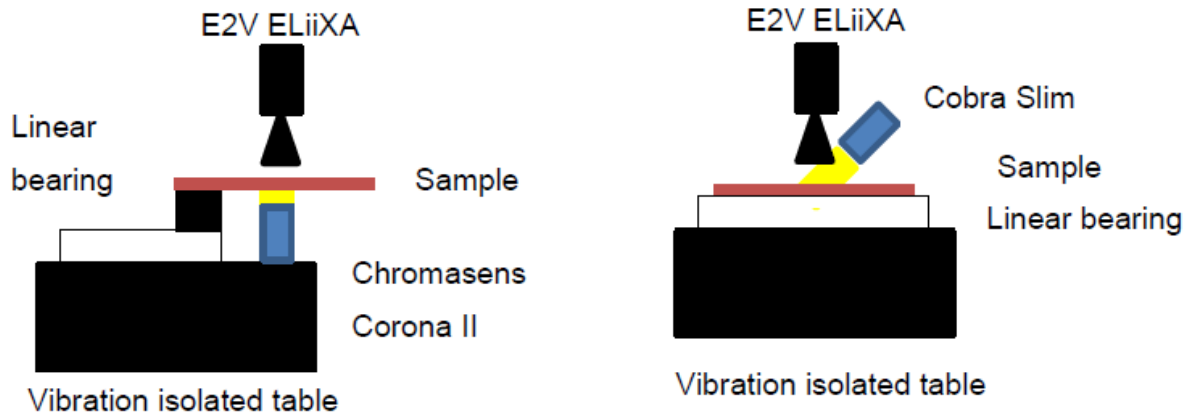 E2V ELiiXA
Linear
bearing
Sample
Chromasens
Corona II
Vibration isolated table
E2V ELiiXA
Cobra Slim
Sample
Linear bearing
Vibration isolated table